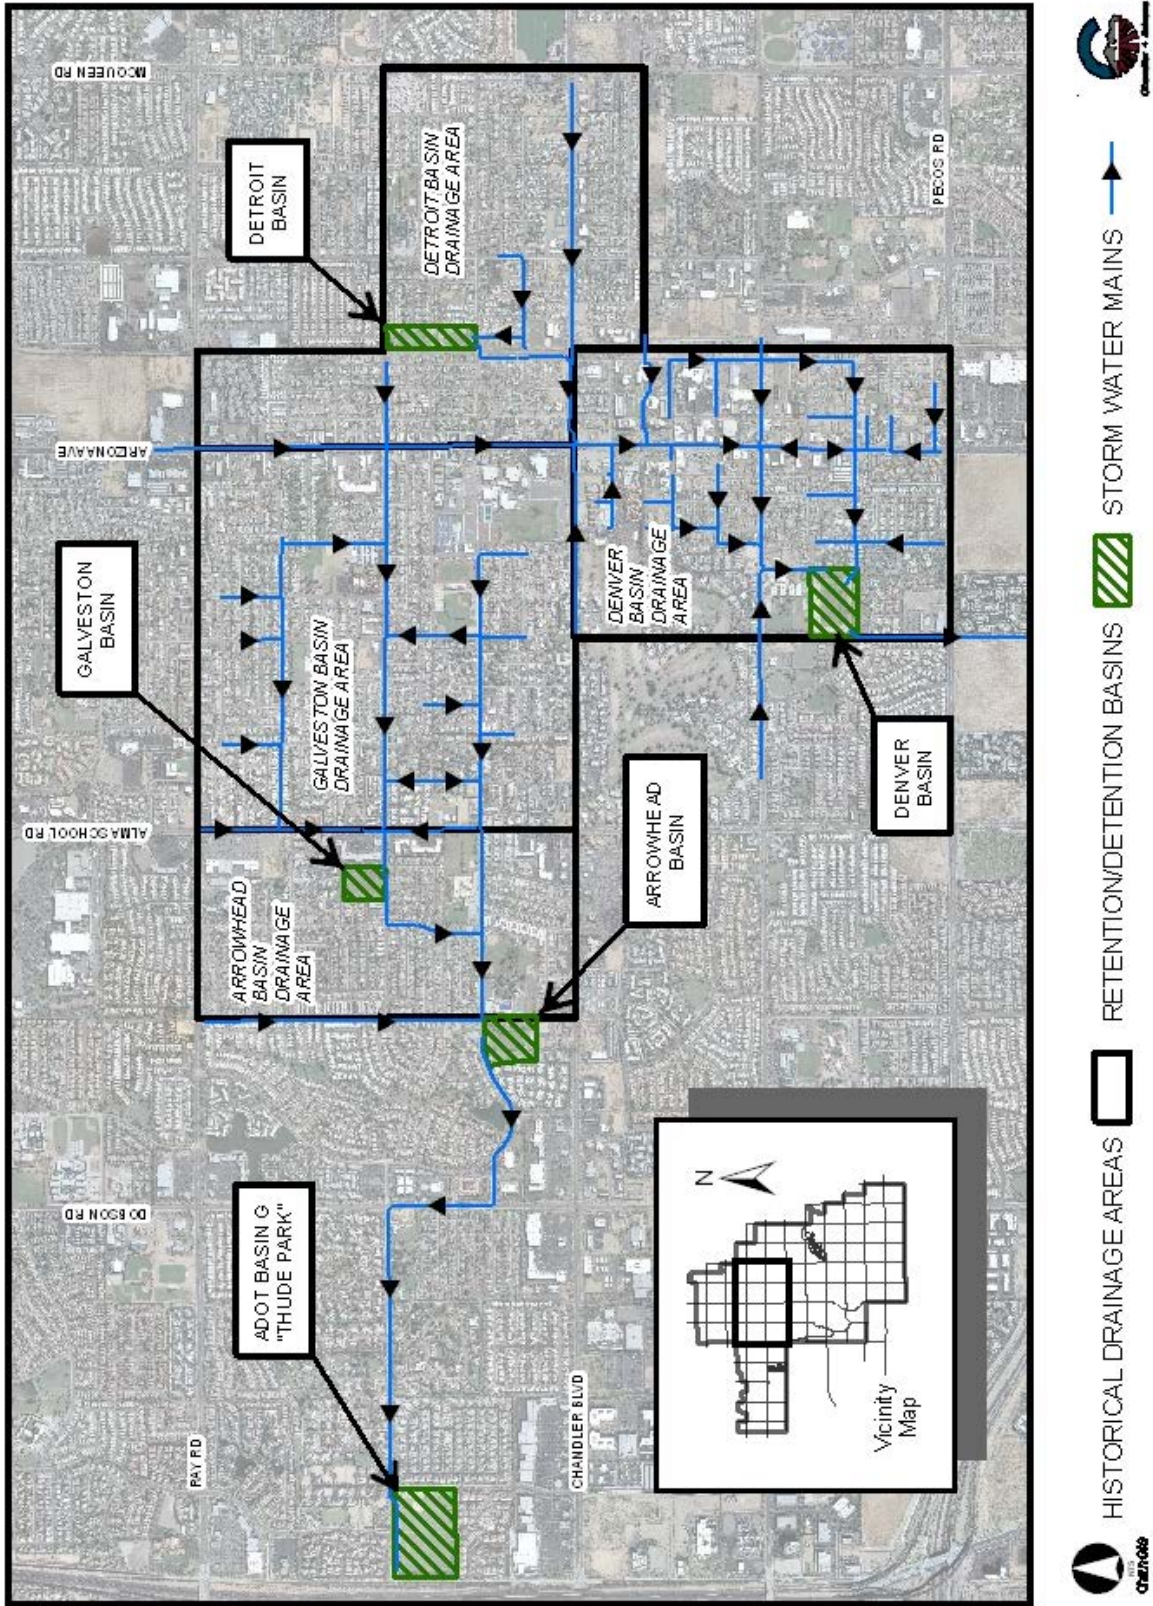 MCQUEEN RD
ARIZONA AVE
ALMA SCHOOL RD
DOBSON RD
RAY RD
CHANDLER BLVD
PECOS RD
DETROIT
BASIN
DETROIT BASIN
DRAINAGE AREA
GALVESTON
BASIN
GALVESTON BASIN
DRAINAGE AREA
ARROWHEAD
BASIN
DRAINAGE
AREA
DENVER
BASIN
DRAINAGE
AREA
ARROWHEAD
BASIN
DENVER
BASIN
ADOT BASIN G
"THUDE PARK"
N
Vicinity
Map
NTS
HISTORICAL DRAINAGE AREAS
RETENTION/DETENTION BASINS
STORM WATER MAINS